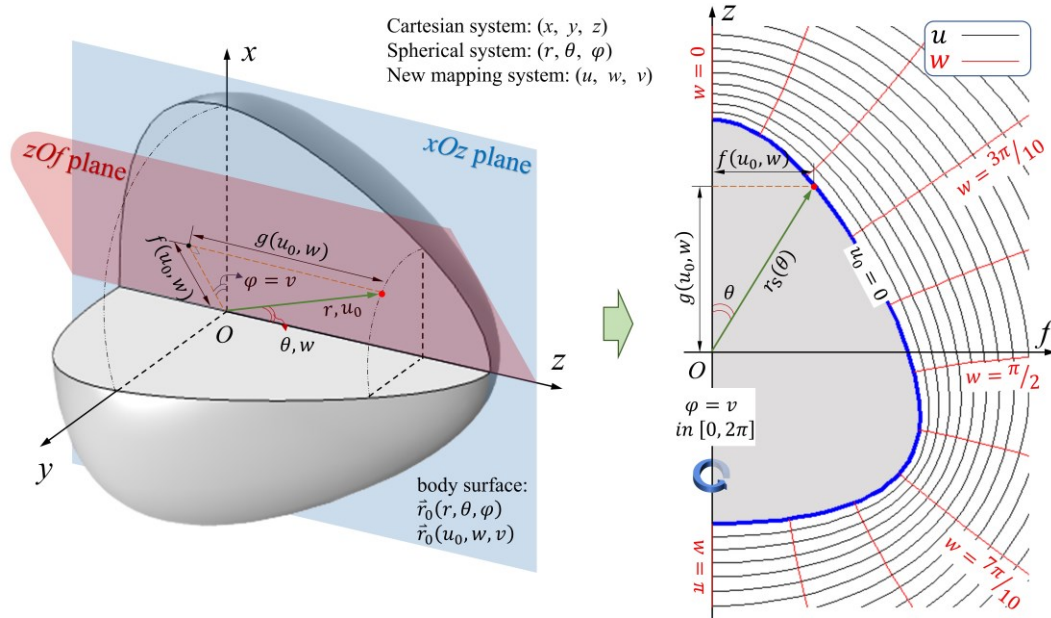 Cartesian system: (x, y, z)
Spherical system: (r, θ, φ)
New mapping system: (u, w, v)
x
zOf plane
xOz plane
g(u₀, w)
f(u₀, w)
φ = v
r, u₀
O
θ, w
z
y
body surface:
r⃗₀(r, θ, φ)
r⃗₀(u₀, w, v)
z
u
w
w = 0
f(u₀, w)
w = 3π/10
g(u₀, w)
r_s(θ)
θ
u₀ = 0
f
O
w = π/2
φ = v
in [0, 2π]
w = π
w = 7π/10